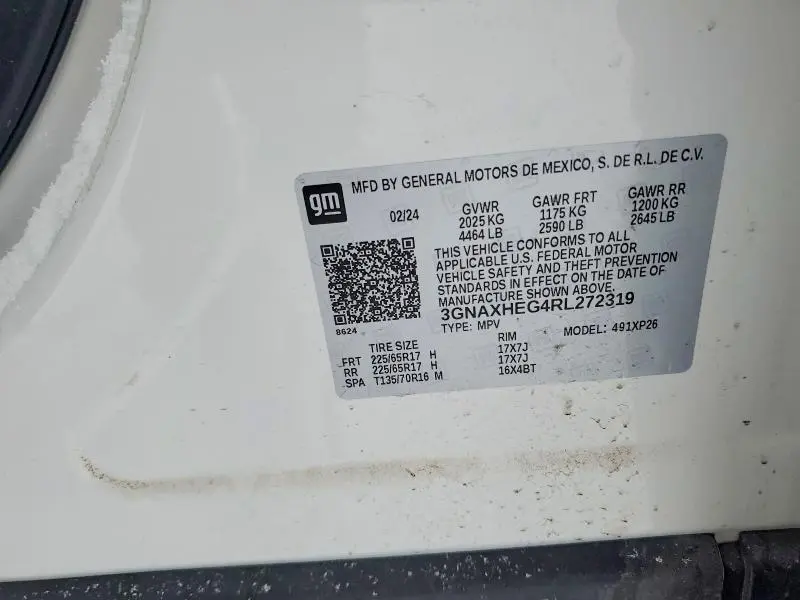 MFD BY GENERAL MOTORS DE MEXICO, S. DE R.L. DE C.V.
gm
02/24
GVWR GAWR FRT GAWR RR
2025 KG 1175 KG 1200 KG
4464 LB 2590 LB 2645 LB
THIS VEHICLE CONFORMS TO ALL
APPLICABLE U.S. FEDERAL MOTOR
VEHICLE SAFETY AND THEFT PREVENTION
STANDARDS IN EFFECT ON THE DATE OF
MANUFACTURE SHOWN ABOVE.
3GNAXHEG4RL272319
8624
TYPE: MPV MODEL: 491XP26
TIRE SIZE RIM
FRT 225/65R17 H 17X7J
RR 225/65R17 H 17X7J
SPA T135/70R16 M 16X4BT